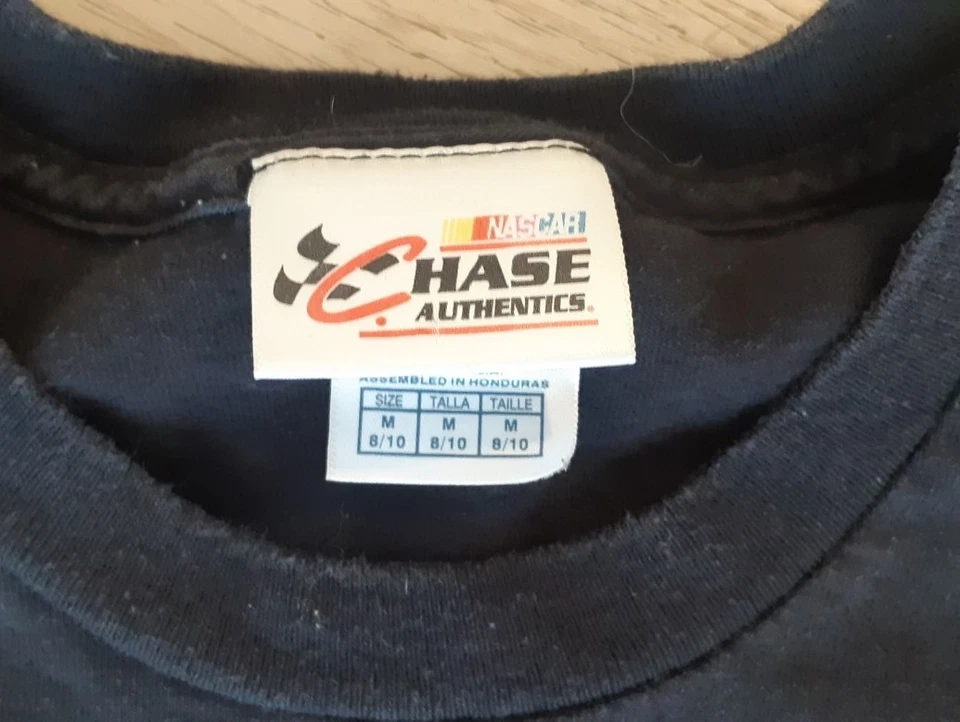 NASCAR
CHASE
AUTHENTICS.
ASSEMBLED IN HONDURAS
SIZE TALLA TAILLE
M M M
8/10 8/10 8/10